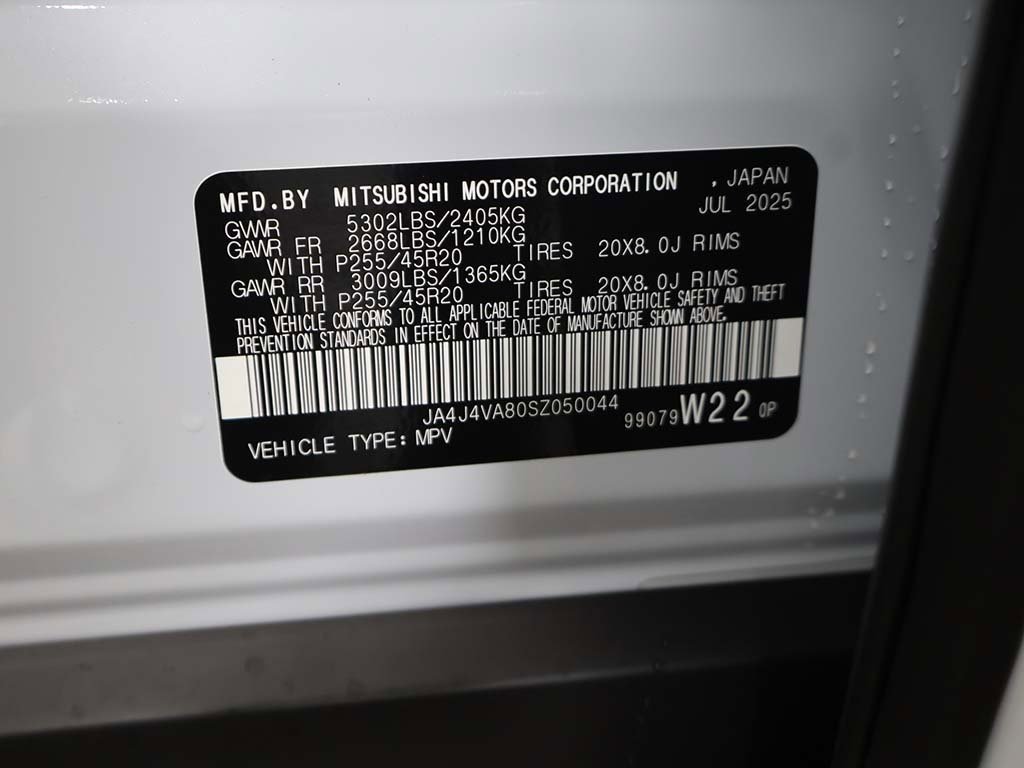 MFD.BY MITSUBISHI MOTORS CORPORATION , JAPAN
JUL 2025
GVWR 5302LBS/2405KG
GAWR FR 2668LBS/1210KG
WITH P255/45R20 TIRES 20X8.0J RIMS
GAWR RR 3009LBS/1365KG
WITH P255/45R20 TIRES 20X8.0J RIMS
THIS VEHICLE CONFORMS TO ALL APPLICABLE FEDERAL MOTOR VEHICLE SAFETY AND THEFT
PREVENTION STANDARDS IN EFFECT ON THE DATE OF MANUFACTURE SHOWN ABOVE.
JA4J4VA80SZ050044
99079 W22 0P
VEHICLE TYPE: MPV